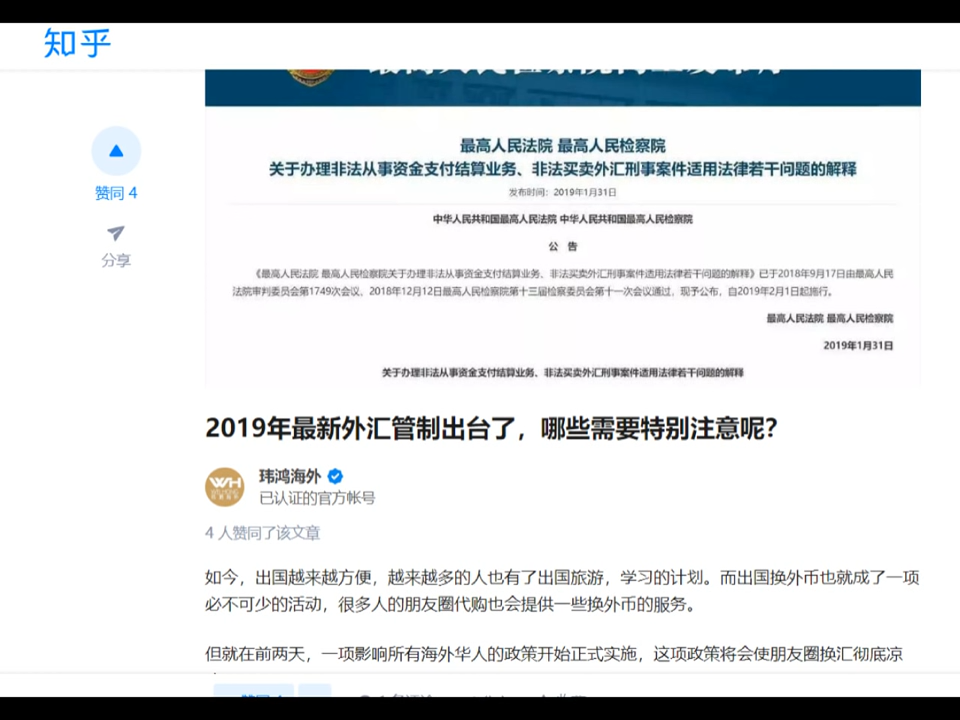 知乎
最高人民法院 最高人民检察院
关于办理非法从事资金支付结算业务、非法买卖外汇刑事案件适用法律若干问题的解释
发布时间：2019年1月31日
中华人民共和国最高人民法院 中华人民共和国最高人民检察院
公 告
《最高人民法院 最高人民检察院关于办理非法从事资金支付结算业务、非法买卖外汇刑事案件适用法律若干问题的解释》已于2018年9月17日由最高人民
法院审判委员会第1749次会议、2018年12月12日最高人民检察院第十三届检察委员会第十一次会议通过，现予公布，自2019年2月1日起施行。
最高人民法院 最高人民检察院
2019年1月31日
关于办理非法从事资金支付结算业务、非法买卖外汇刑事案件适用法律若干问题的解释
赞同 4
分享
2019年最新外汇管制出台了，哪些需要特别注意呢？
WH
玮鸿海外
已认证的官方帐号
4 人赞同了该文章
如今，出国越来越方便，越来越多的人也有了出国旅游，学习的计划。而出国换外币也就成了一项
必不可少的活动，很多人的朋友圈代购也会提供一些换外币的服务。
但就在前两天，一项影响所有海外华人的政策开始正式实施，这项政策将会使朋友圈换汇彻底凉